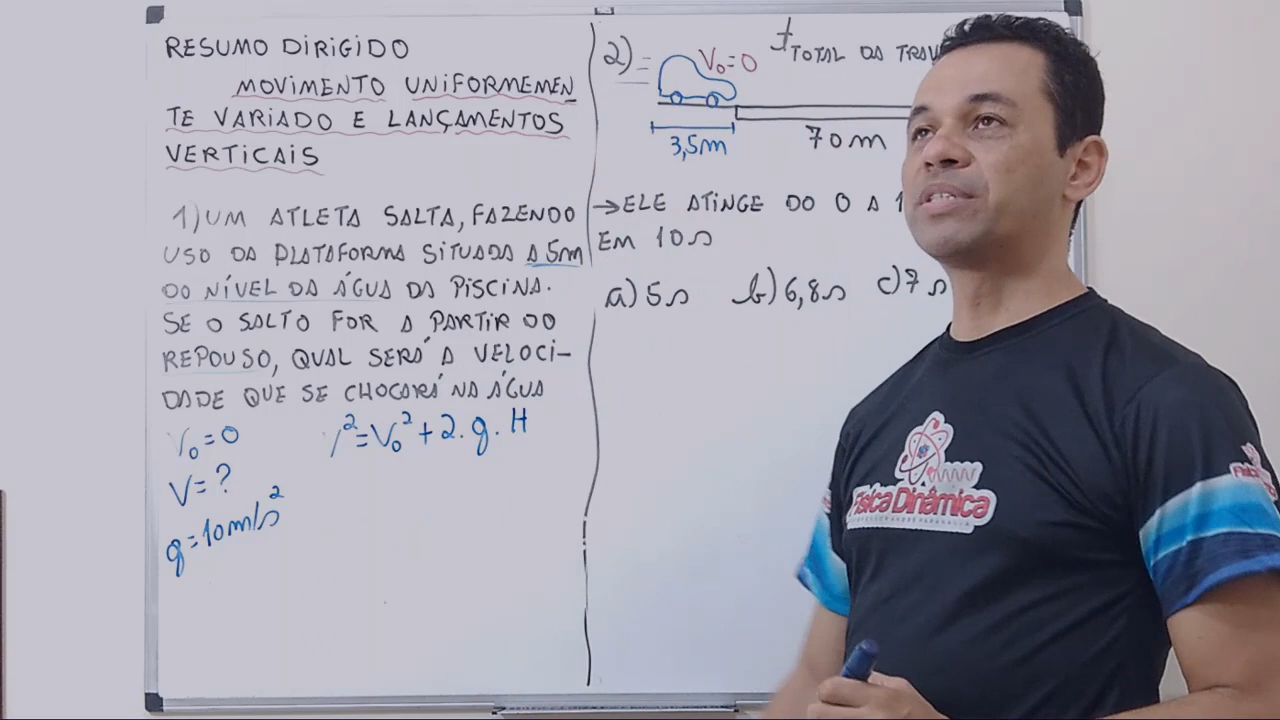 RESUMO DIRIGIDO
MOVIMENTO UNIFORMEMEN
TE VARIADO E LANÇAMENTOS
VERTICAIS
1) UM ATLETA SALTA, FAZENDO
USO DA PLATAFORMA SITUADA A 5m
DO NÍVEL DA ÁGUA DA PISCINA.
SE O SALTO FOR A PARTIR DO
REPOUSO, QUAL SERÁ A VELOCI-
DADE QUE SE CHOCARÁ NA ÁGUA
V₀ = 0
V = ?
g = 10m/s²
V² = V₀² + 2. g. H
2)
V₀ = 0
t TOTAL DA
3,5m
70m
→ ELE ATINGE DO 0 A
EM 10s
a) 5s b) 6,8s c) 7s
Física Dinâmica